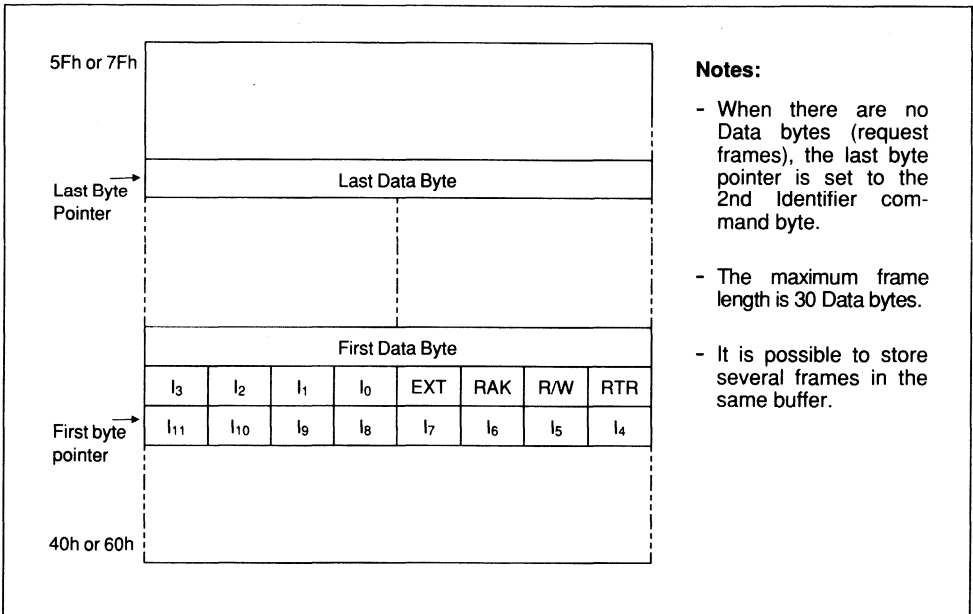 5Fh or 7Fh
Last Byte
Pointer
Last Data Byte
First Data Byte
I3 I2 I1 I0 EXT RAK R/W RTR
First byte
pointer
I11 I10 I9 I8 I7 I6 I5 I4
40h or 60h
Notes:
- When there are no
Data bytes (request
frames), the last byte
pointer is set to the
2nd Identifier com-
mand byte.
- The maximum frame
length is 30 Data bytes.
- It is possible to store
several frames in the
same buffer.